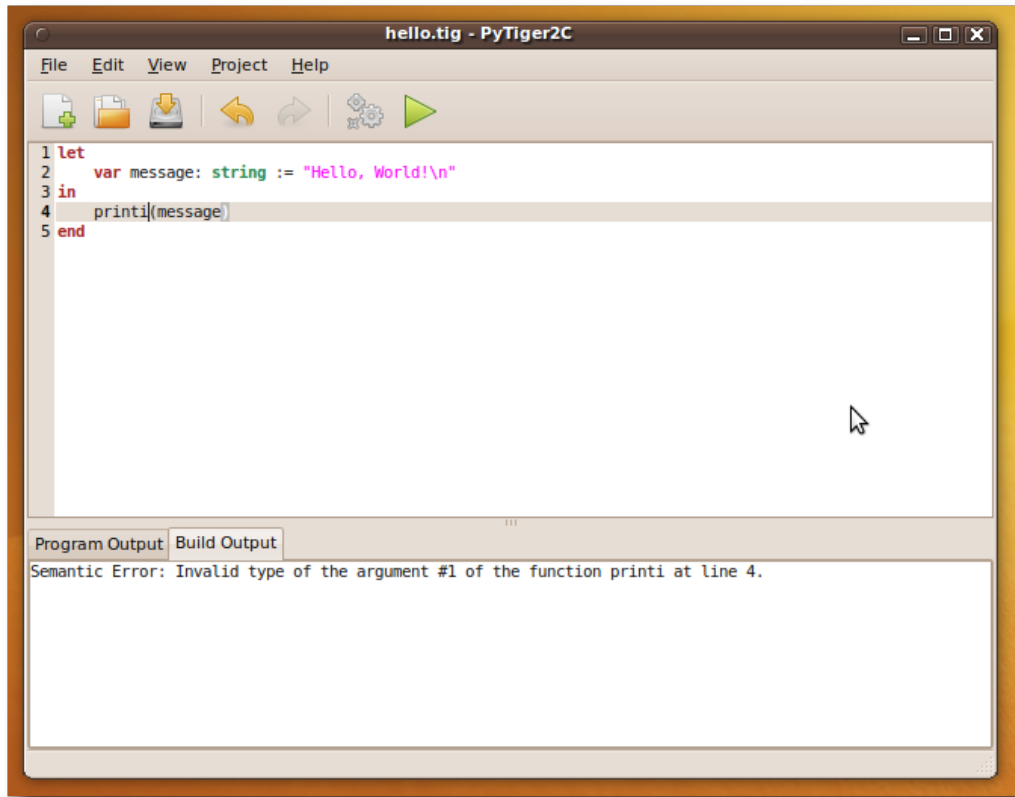 hello.tig - PyTiger2C
File Edit View Project Help
1 let
2 var message: string := "Hello, World!\n"
3 in
4 printi(message)
5 end
Program Output Build Output
Semantic Error: Invalid type of the argument #1 of the function printi at line 4.